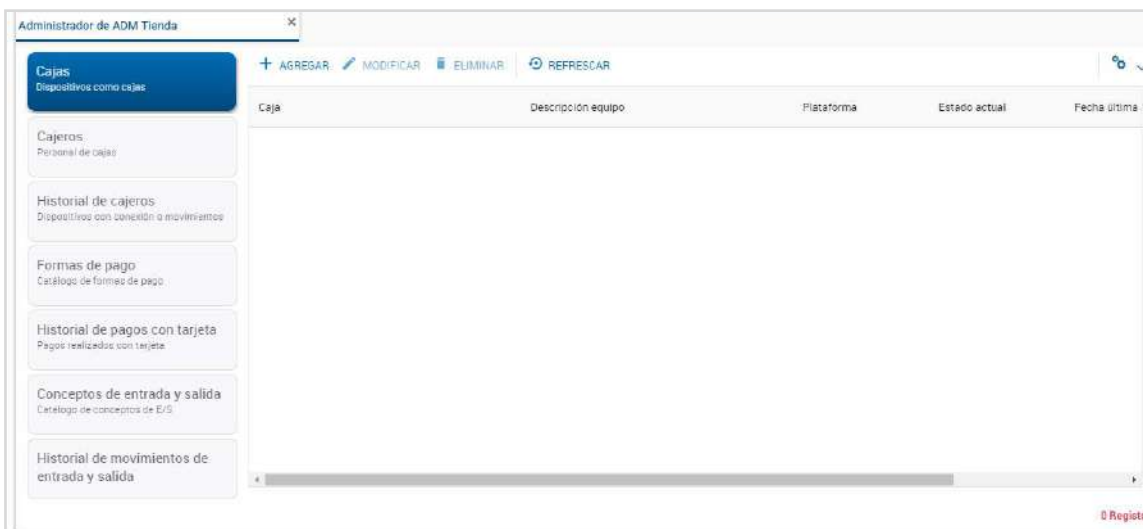 Administrador de ADM Tienda
Cajas
Dispositivos como cajas
AGREGAR MODIFICAR ELIMINAR REFRESCAR
Caja Descripción equipo Plataforma Estado actual Fecha última
Cajeros
Personal de cajas
Historial de cajeros
Dispositivos con conexión o movimientos
Formas de pago
Catálogo de formas de pago
Historial de pagos con tarjeta
Pagos realizados con tarjeta
Conceptos de entrada y salida
Catálogo de conceptos de E/S
Historial de movimientos de
entrada y salida
0 Registr